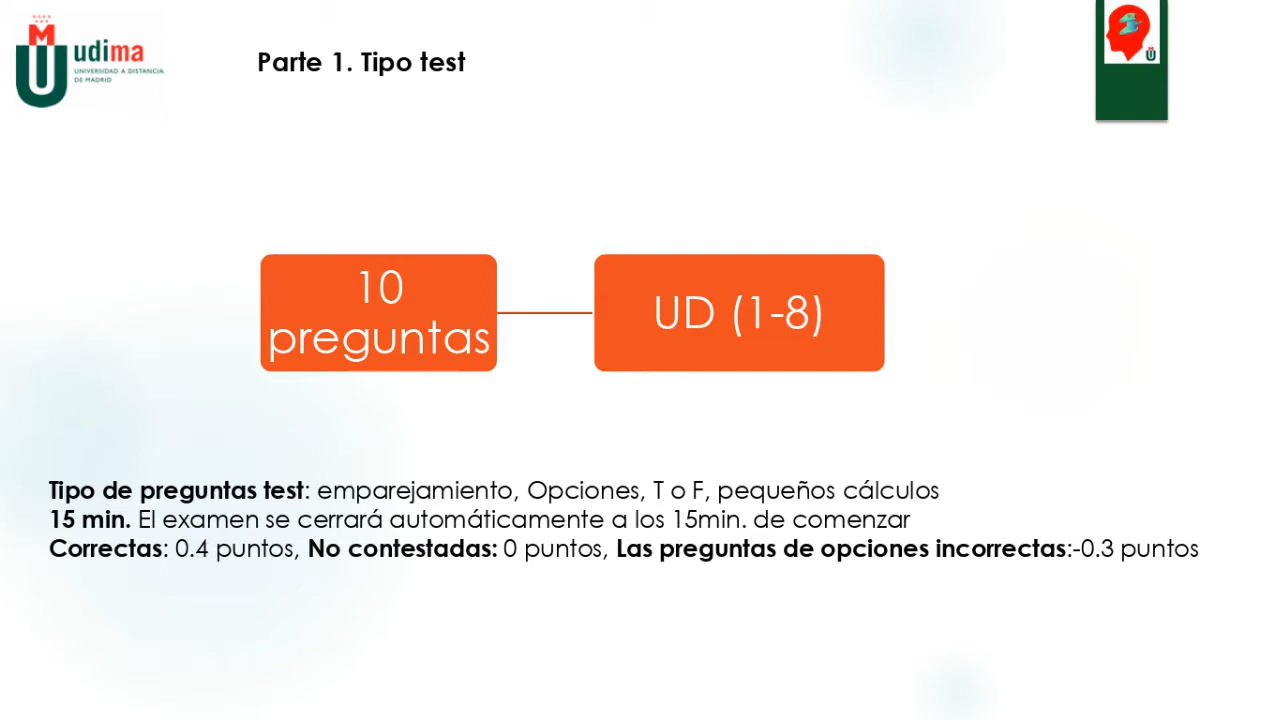 udima
UNIVERSIDAD A DISTANCIA
DE MADRID
Parte 1. Tipo test
10
preguntas
UD (1-8)
Tipo de preguntas test: emparejamiento, Opciones, T o F, pequeños cálculos
15 min. El examen se cerrará automáticamente a los 15min. de comenzar
Correctas: 0.4 puntos, No contestadas: 0 puntos, Las preguntas de opciones incorrectas:-0.3 puntos